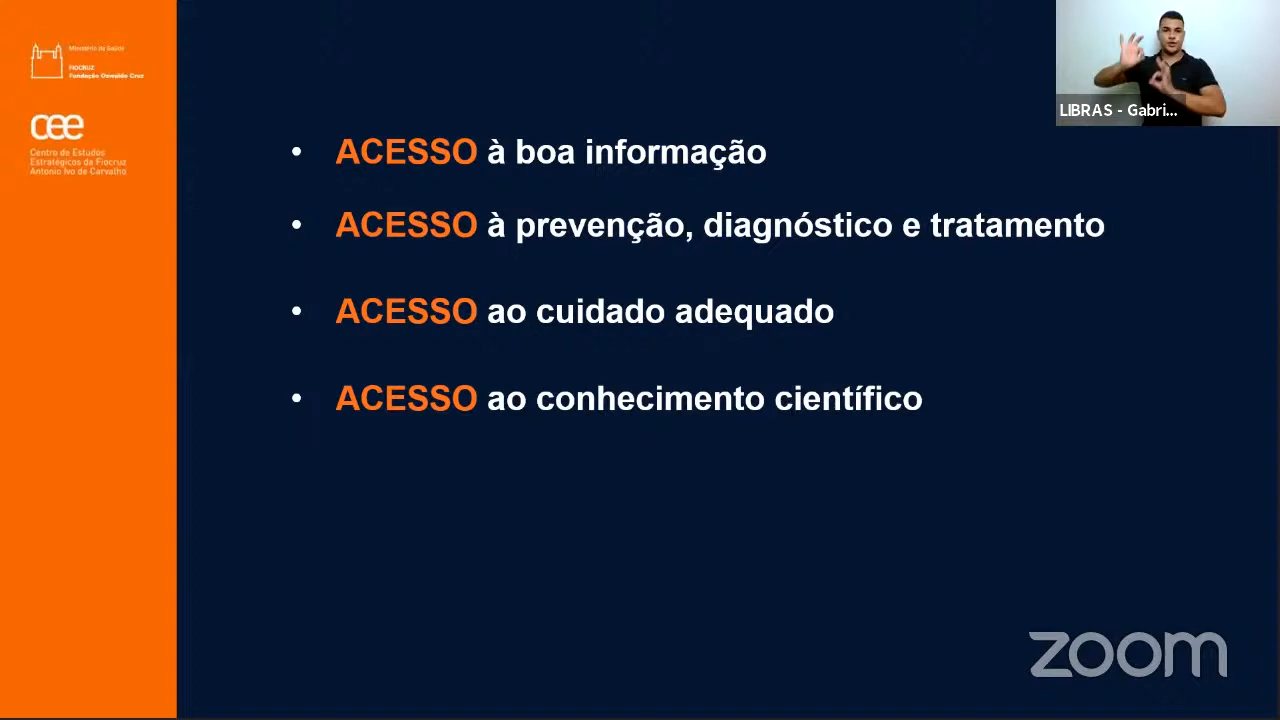 Ministério da Saúde
FIOCRUZ
Fundação Oswaldo Cruz
cee
Centro de Estudos
Estratégicos da Fiocruz
Antonio Ivo de Carvalho
LIBRAS - Gabri...
• ACESSO à boa informação
• ACESSO à prevenção, diagnóstico e tratamento
• ACESSO ao cuidado adequado
• ACESSO ao conhecimento científico
zoom